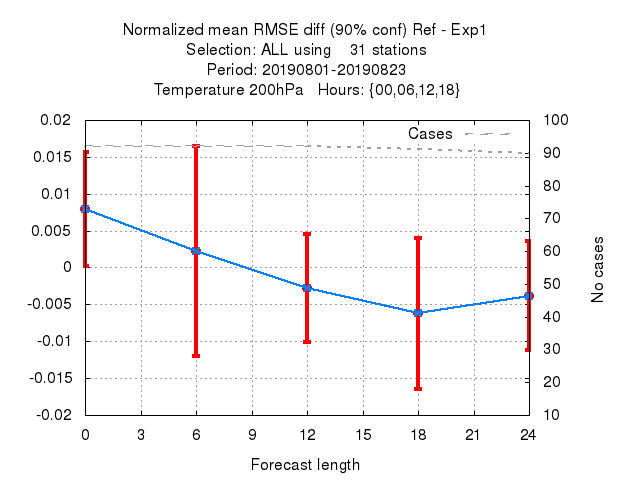 Normalized mean RMSE diff (90% conf) Ref - Exp1
Selection: ALL using    31 stations
Period: 20190801-20190823
Temperature 200hPa   Hours: {00,06,12,18}
Cases
0.02
0.015
0.01
0.005
0
-0.005
-0.01
-0.015
-0.02
100
90
80
70
60
50
40
30
20
10
No cases
0 3 6 9 12 15 18 21 24
Forecast length